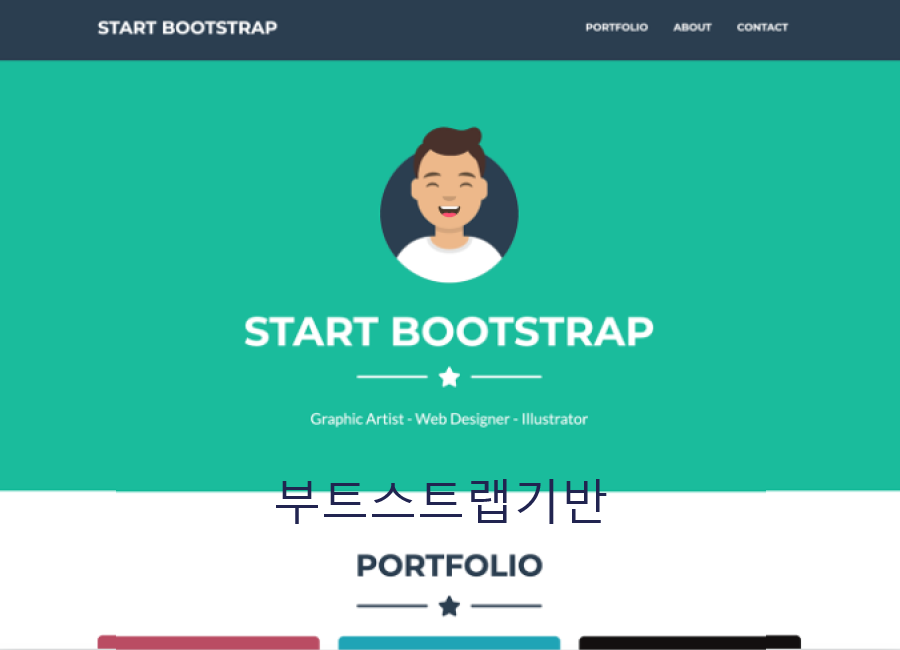 START BOOTSTRAP
PORTFOLIO ABOUT CONTACT
START BOOTSTRAP
Graphic Artist - Web Designer - Illustrator
부트스트랩기반
PORTFOLIO